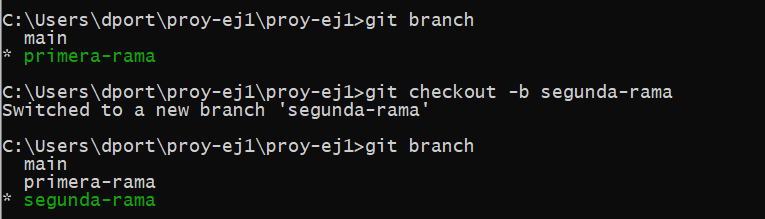 C:\Users\dport\proy-ej1\proy-ej1>git branch
  main
* primera-rama
C:\Users\dport\proy-ej1\proy-ej1>git checkout -b segunda-rama
Switched to a new branch 'segunda-rama'
C:\Users\dport\proy-ej1\proy-ej1>git branch
  main
  primera-rama
* segunda-rama